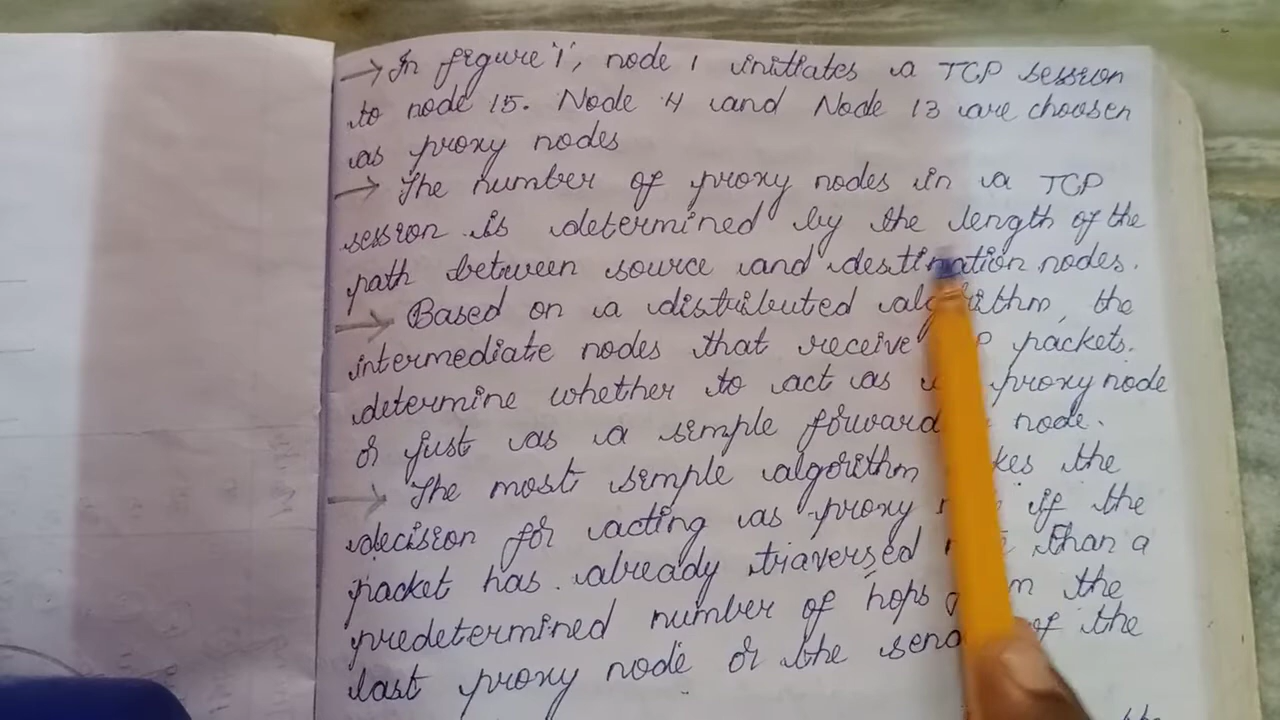 → In figure '1', node 1 initiates a TCP session
to node 15. Node 4 and Node 13 are choosen
as proxy nodes
→ The number of proxy nodes in a TCP
session is determined by the length of the
path between source and destination nodes.
→ Based on a distributed algorithm, the
intermediate nodes that receive packets.
determine whether to act as proxy node
or just as a simple forward node.
→ The most simple algorithm kes the
decision for acting as proxy if the
packet has already traversed than a
predetermined number of hops the
last proxy node or the of the